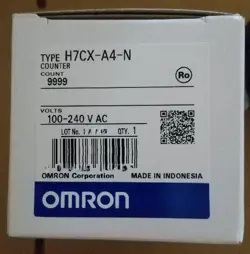 TYPE H7CX-A4-N
COUNTER
COUNT
9999
Ro
VOLTS
100-240 V AC
LOT No. QTY. 1
OMRON Corporation MADE IN INDONESIA
OMRON